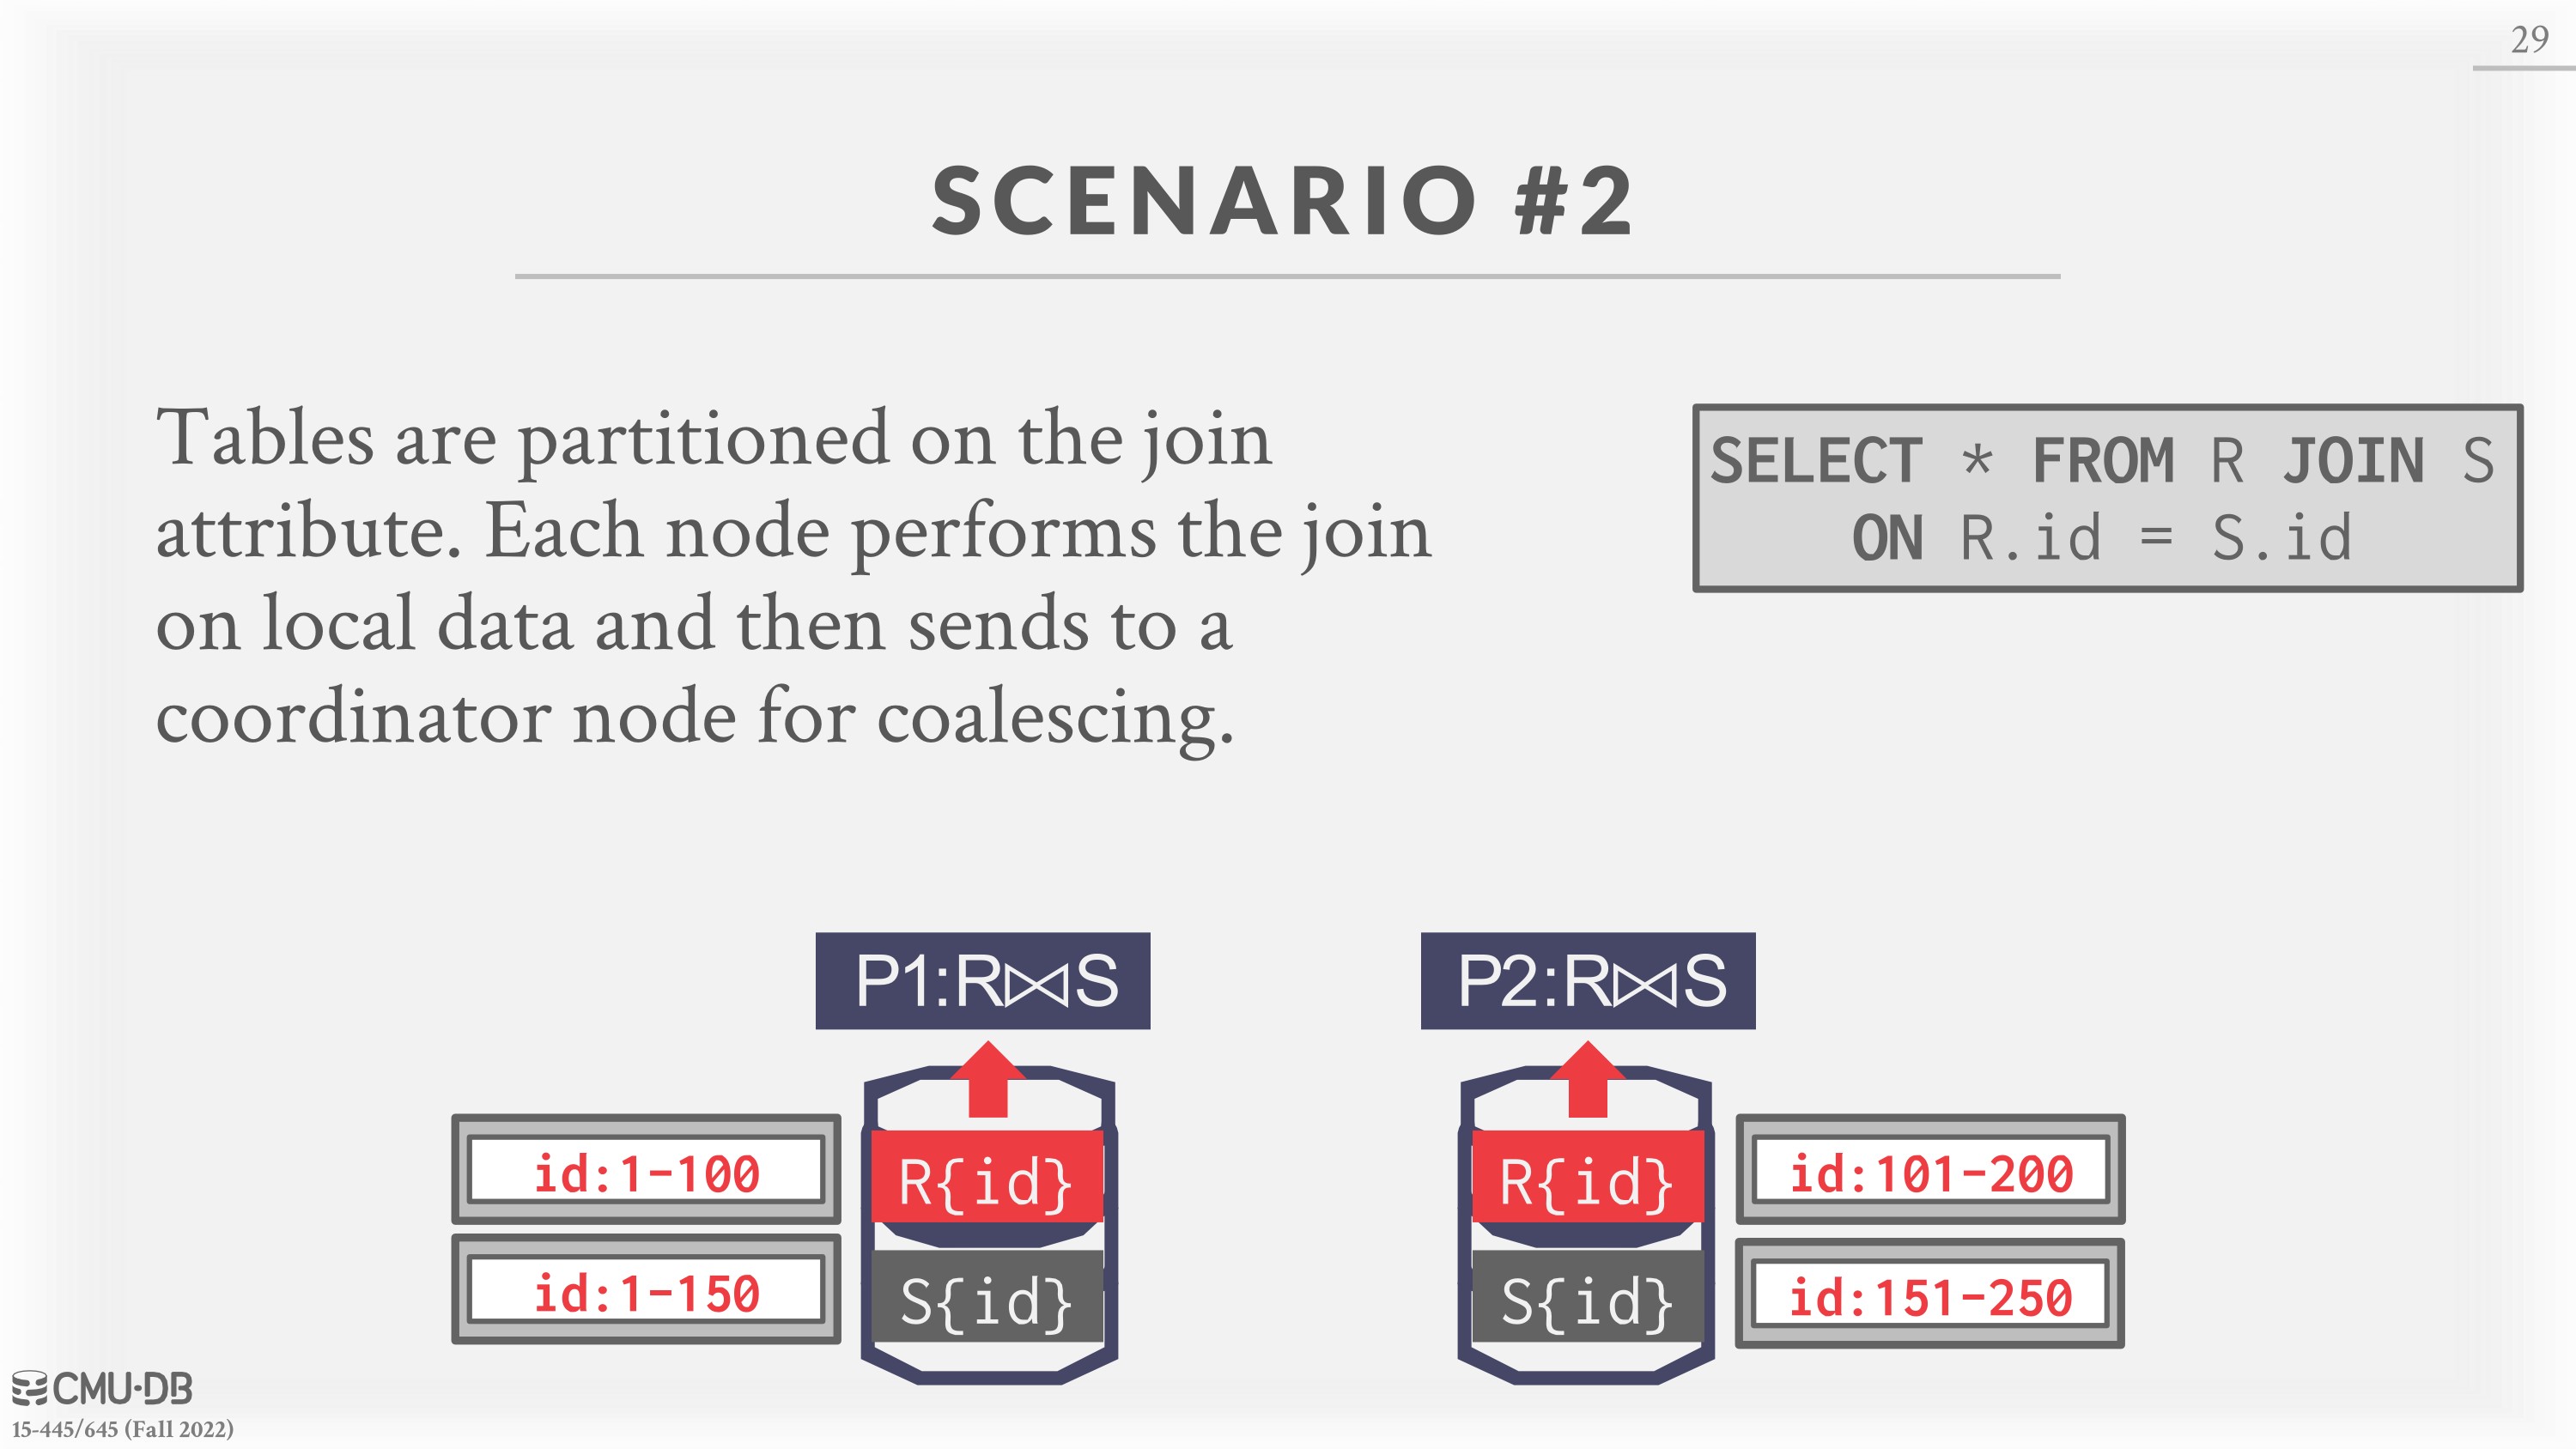 29
SCENARIO #2
Tables are partitioned on the join
attribute. Each node performs the join
on local data and then sends to a
coordinator node for coalescing.
SELECT * FROM R JOIN S
ON R.id = S.id
P1:R⋈S
P2:R⋈S
id:1-100
R{id}
R{id}
id:101-200
id:1-150
S{id}
S{id}
id:151-250
CMU·DB
15-445/645 (Fall 2022)